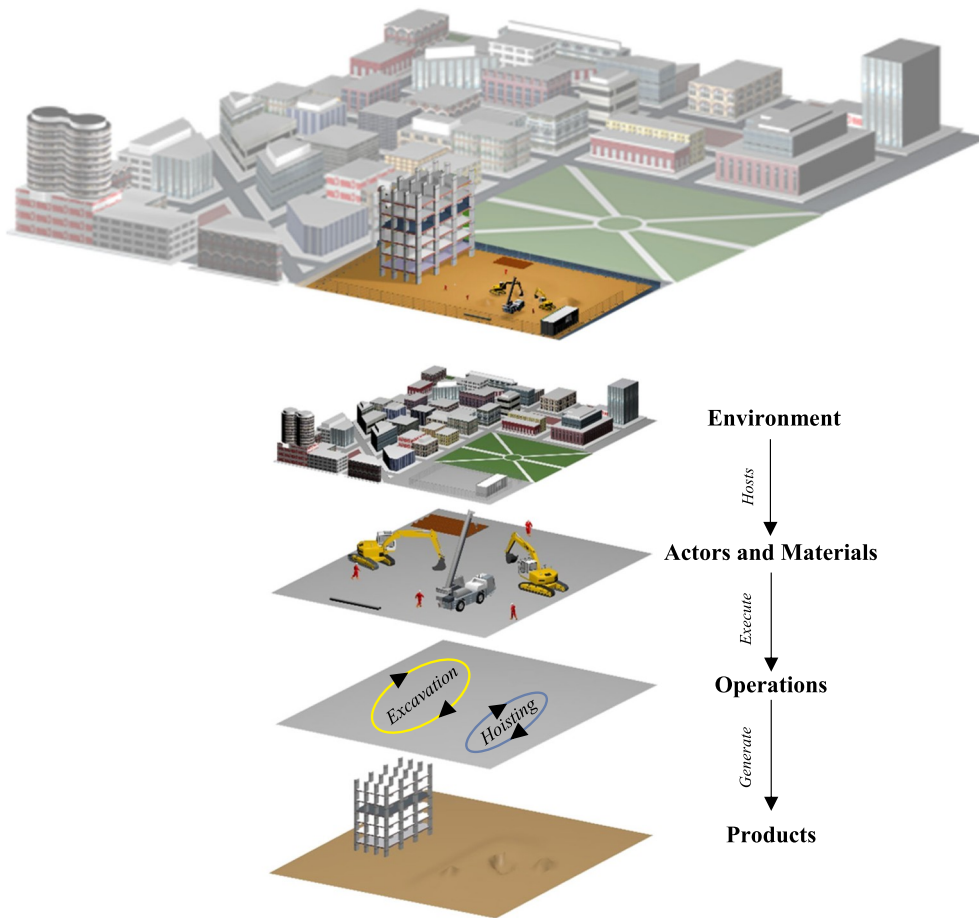 Environment
Hosts
Actors and Materials
Execute
Excavation
Hoisting
Operations
Generate
Products